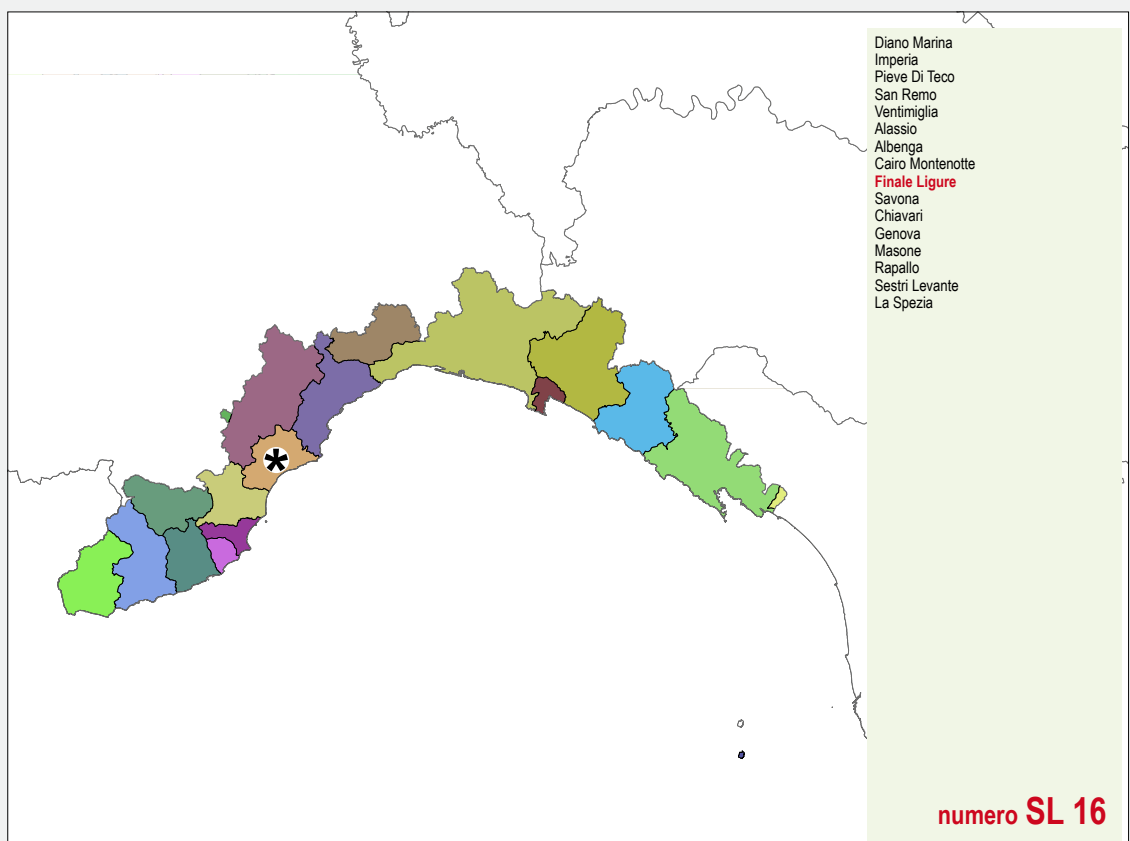 Diano Marina
Imperia
Pieve Di Teco
San Remo
Ventimiglia
Alassio
Albenga
Cairo Montenotte
Finale Ligure
Savona
Chiavari
Genova
Masone
Rapallo
Sestri Levante
La Spezia
*
numero SL 16